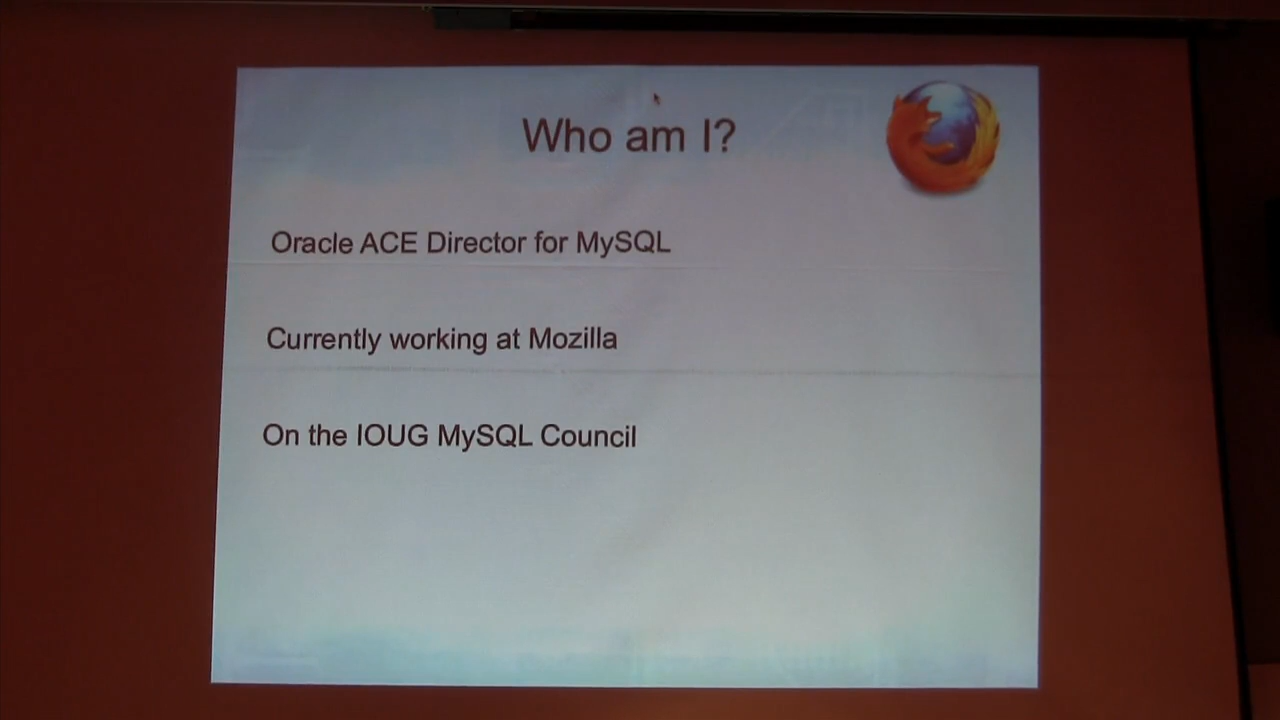 Who am I?
Oracle ACE Director for MySQL
Currently working at Mozilla
On the IOUG MySQL Council